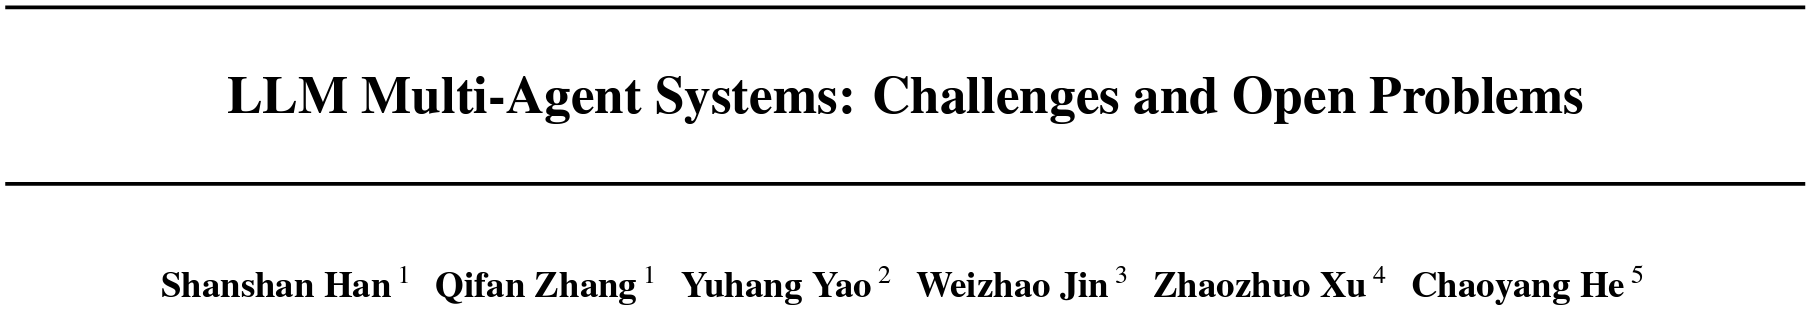 LLM Multi-Agent Systems: Challenges and Open Problems
Shanshan Han 1 Qifan Zhang 1 Yuhang Yao 2 Weizhao Jin 3 Zhaozhuo Xu 4 Chaoyang He 5